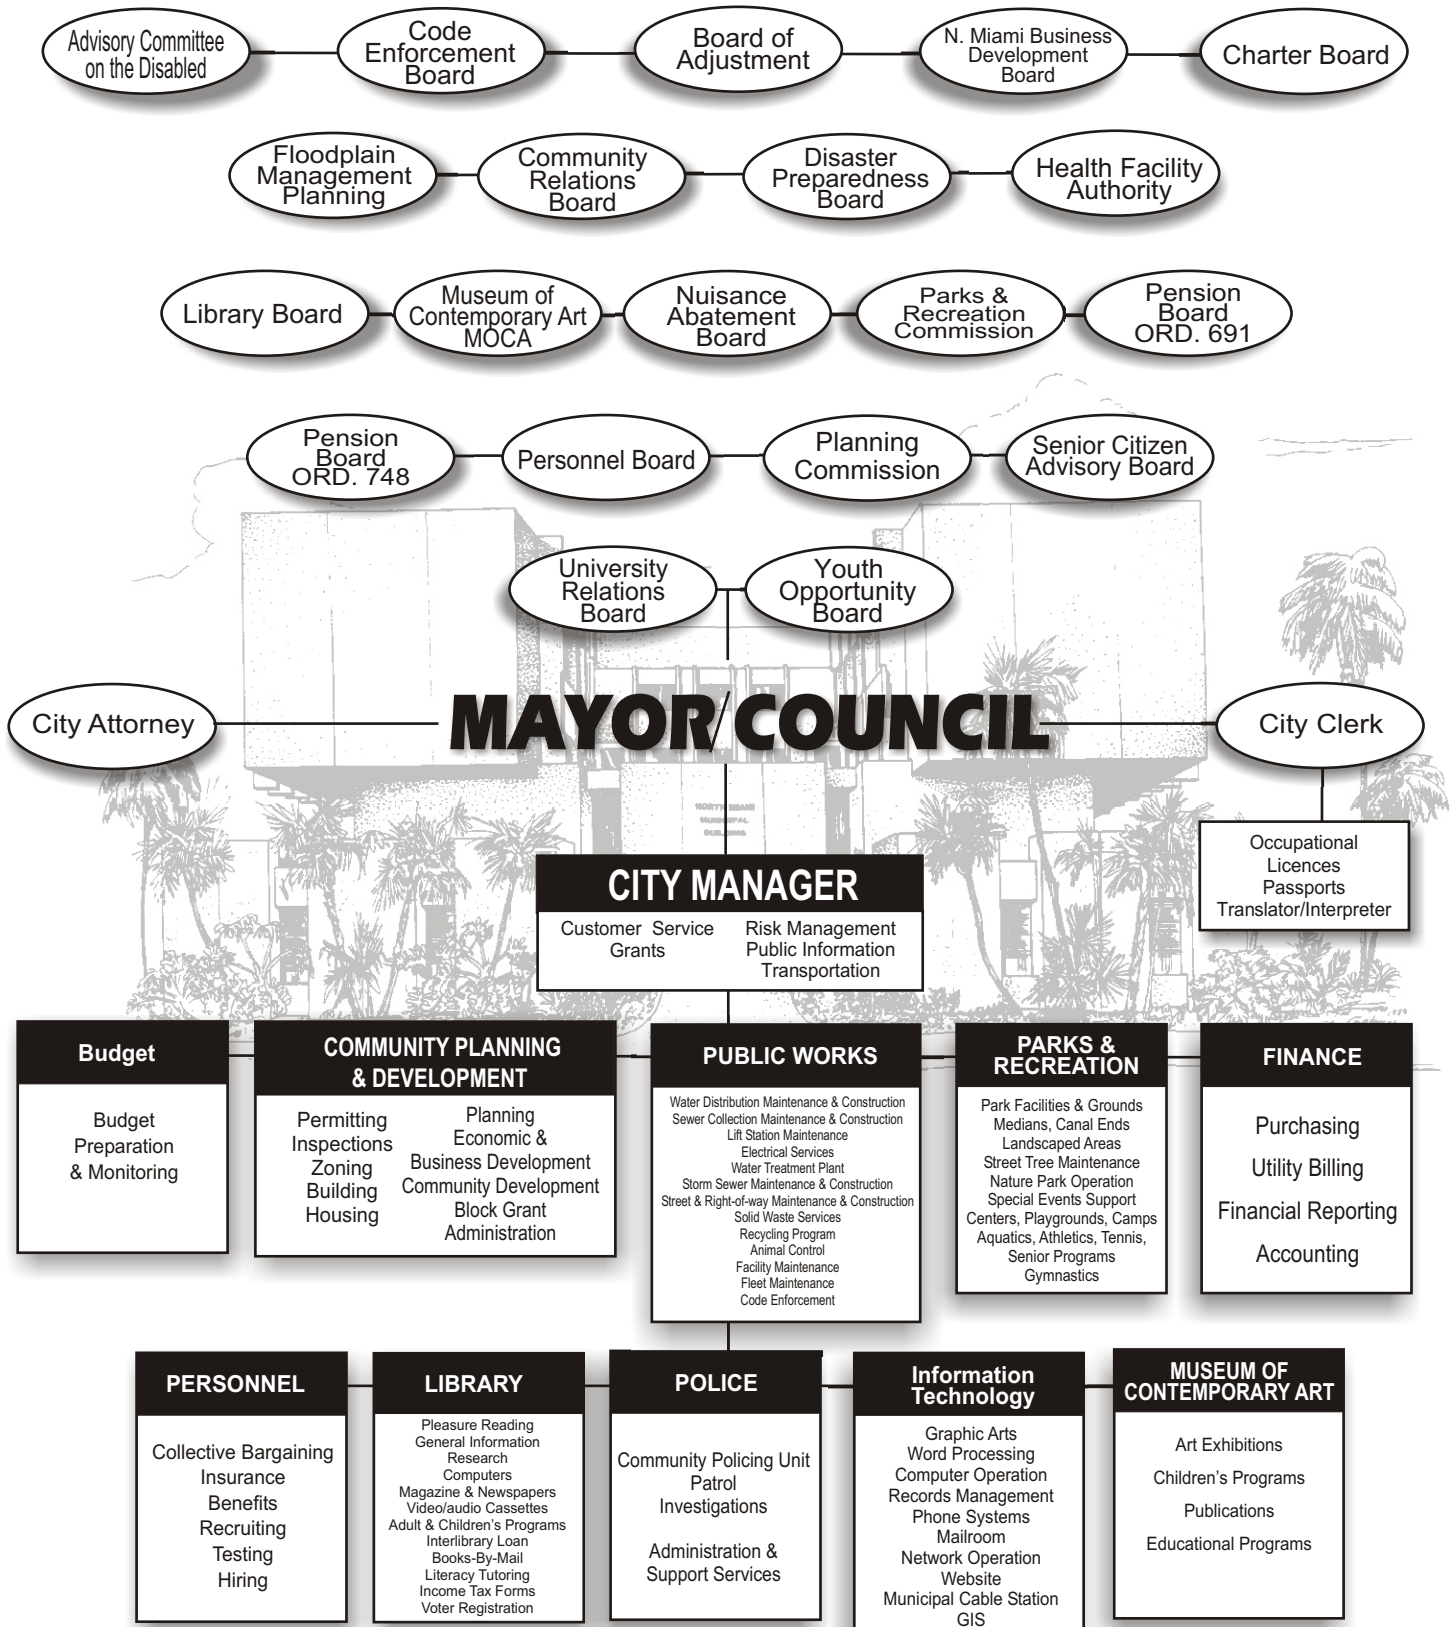 Advisory Committee
on the Disabled
Code
Enforcement
Board
Board of
Adjustment
N. Miami Business
Development
Board
Charter Board
Floodplain
Management
Planning
Community
Relations
Board
Disaster
Preparedness
Board
Health Facility
Authority
Library Board
Museum of
Contemporary Art
MOCA
Nuisance
Abatement
Board
Parks &
Recreation
Commission
Pension
Board
ORD. 691
Pension
Board
ORD. 748
Personnel Board
Planning
Commission
Senior Citizen
Advisory Board
University
Relations
Board
Youth
Opportunity
Board
City Attorney
MAYOR/COUNCIL
City Clerk
NORTH MIAMI
MUNICIPAL
BUILDING
Occupational
Licences
Passports
Translator/Interpreter
CITY MANAGER
Customer Service
Grants
Risk Management
Public Information
Transportation
Budget
Budget
Preparation
& Monitoring
COMMUNITY PLANNING
& DEVELOPMENT
Permitting
Inspections
Zoning
Building
Housing
Planning
Economic &
Business Development
Community Development
Block Grant
Administration
PUBLIC WORKS
Water Distribution Maintenance & Construction
Sewer Collection Maintenance & Construction
Lift Station Maintenance
Electrical Services
Water Treatment Plant
Storm Sewer Maintenance & Construction
Street & Right-of-way Maintenance & Construction
Solid Waste Services
Recycling Program
Animal Control
Facility Maintenance
Fleet Maintenance
Code Enforcement
PARKS &
RECREATION
Park Facilities & Grounds
Medians, Canal Ends
Landscaped Areas
Street Tree Maintenance
Nature Park Operation
Special Events Support
Centers, Playgrounds, Camps
Aquatics, Athletics, Tennis,
Senior Programs
Gymnastics
FINANCE
Purchasing
Utility Billing
Financial Reporting
Accounting
PERSONNEL
Collective Bargaining
Insurance
Benefits
Recruiting
Testing
Hiring
LIBRARY
Pleasure Reading
General Information
Research
Computers
Magazine & Newspapers
Video/audio Cassettes
Adult & Children's Programs
Interlibrary Loan
Books-By-Mail
Literacy Tutoring
Income Tax Forms
Voter Registration
POLICE
Community Policing Unit
Patrol
Investigations
Administration &
Support Services
Information
Technology
Graphic Arts
Word Processing
Computer Operation
Records Management
Phone Systems
Mailroom
Network Operation
Website
Municipal Cable Station
GIS
MUSEUM OF
CONTEMPORARY ART
Art Exhibitions
Children's Programs
Publications
Educational Programs